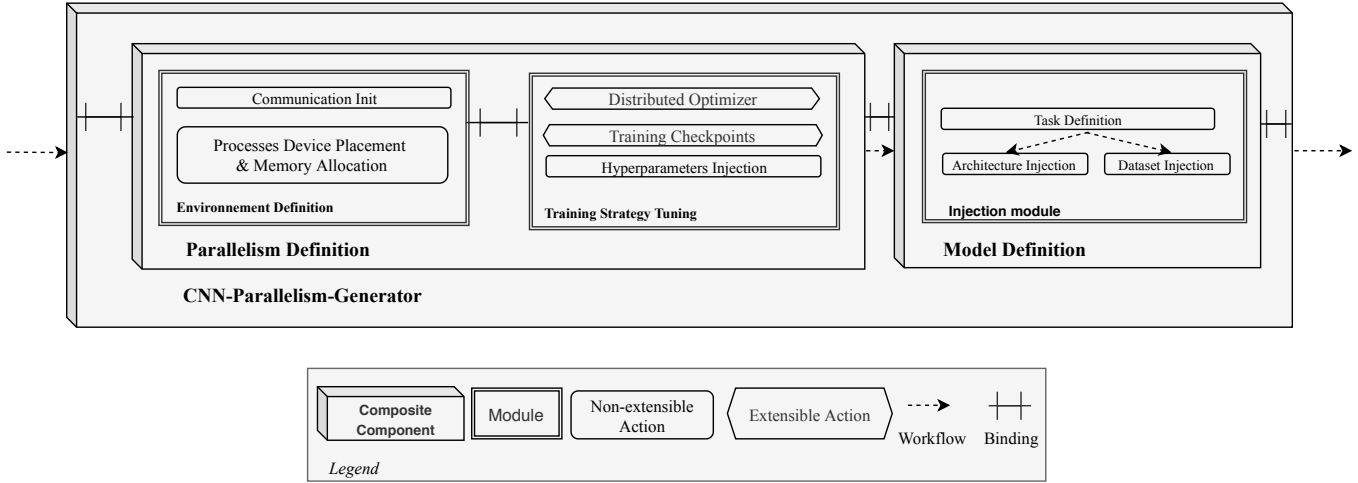 Communication Init
Processes Device Placement
& Memory Allocation
Environnement Definition
Distributed Optimizer
Training Checkpoints
Hyperparameters Injection
Training Strategy Tuning
Parallelism Definition
Task Definition
Architecture Injection
Dataset Injection
Injection module
Model Definition
CNN-Parallelism-Generator
Composite
Component
Module
Non-extensible
Action
Extensible Action
Workflow
Binding
Legend